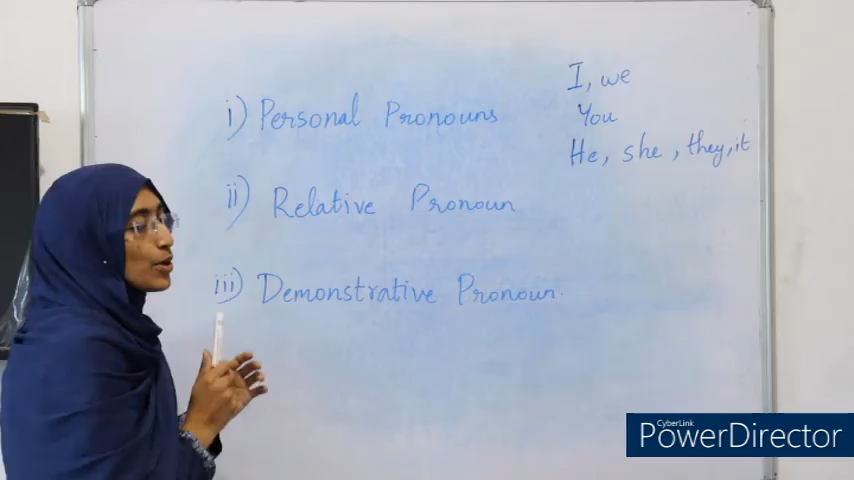 I, we
i) Personal Pronouns
You
He, she, they, it
ii) Relative Pronoun
iii) Demonstrative Pronoun.
CyberLink
PowerDirector